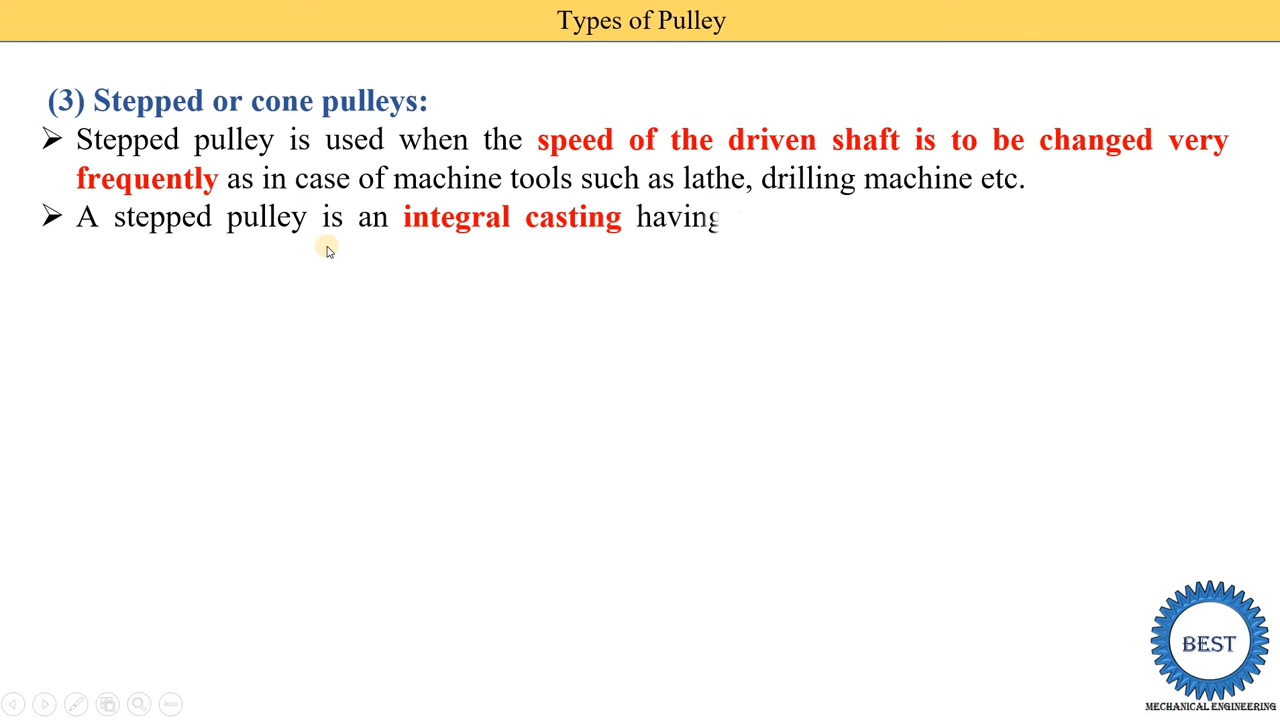 Types of Pulley
(3) Stepped or cone pulleys:
➢ Stepped pulley is used when the speed of the driven shaft is to be changed very
frequently as in case of machine tools such as lathe, drilling machine etc.
➢ A stepped pulley is an integral casting having
BEST
MECHANICAL ENGINEERING